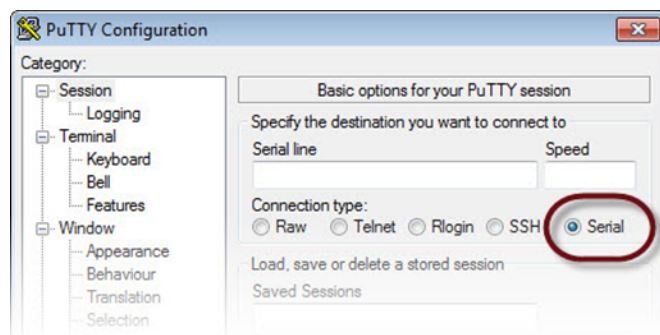 PuTTY Configuration
Category:
Session
Logging
Terminal
Keyboard
Bell
Features
Window
Appearance
Behaviour
Translation
Selection
Basic options for your PuTTY session
Specify the destination you want to connect to
Serial line Speed
Connection type:
Raw Telnet Rlogin SSH Serial
Load, save or delete a stored session
Saved Sessions